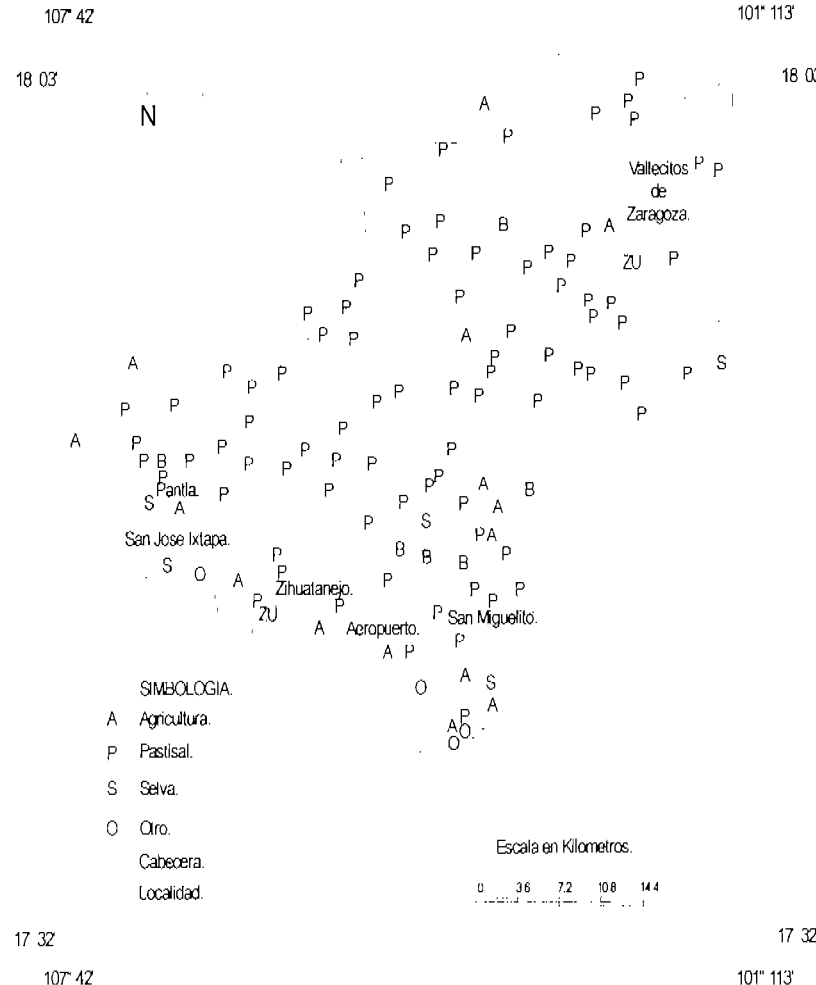 107° 42' 101° 113'
18 03' 18 03
N A P
P P
P P
P
P
Vallecitos P P
de
Zaragoza.
P
P P B P A
P P P P ZU P
P P
P P P
P P P P P
P P A P
P P
A P P P P P P P S
P P P
P P P P P P
P P P P
A P P P P
P B P P P P P
P P
Pantla. P P P A B
S A P P A
P S
San Jose Ixtapa. P A
P B B P
S O A P P B
Zihuatanejo. P P
P ZU P P P
San Miguelito.
A Aeropuerto.
A P P
O A S
A
P
A O.
O
SIMBOLOGIA.
A Agricultura.
P Pastisal.
S Selva.
O Olro.
Cabecera.
Localidad.
Escala en Kilometros.
0 3 6 7.2 10 8 14 4
17 32' 17 32
107° 42' 101° 113'